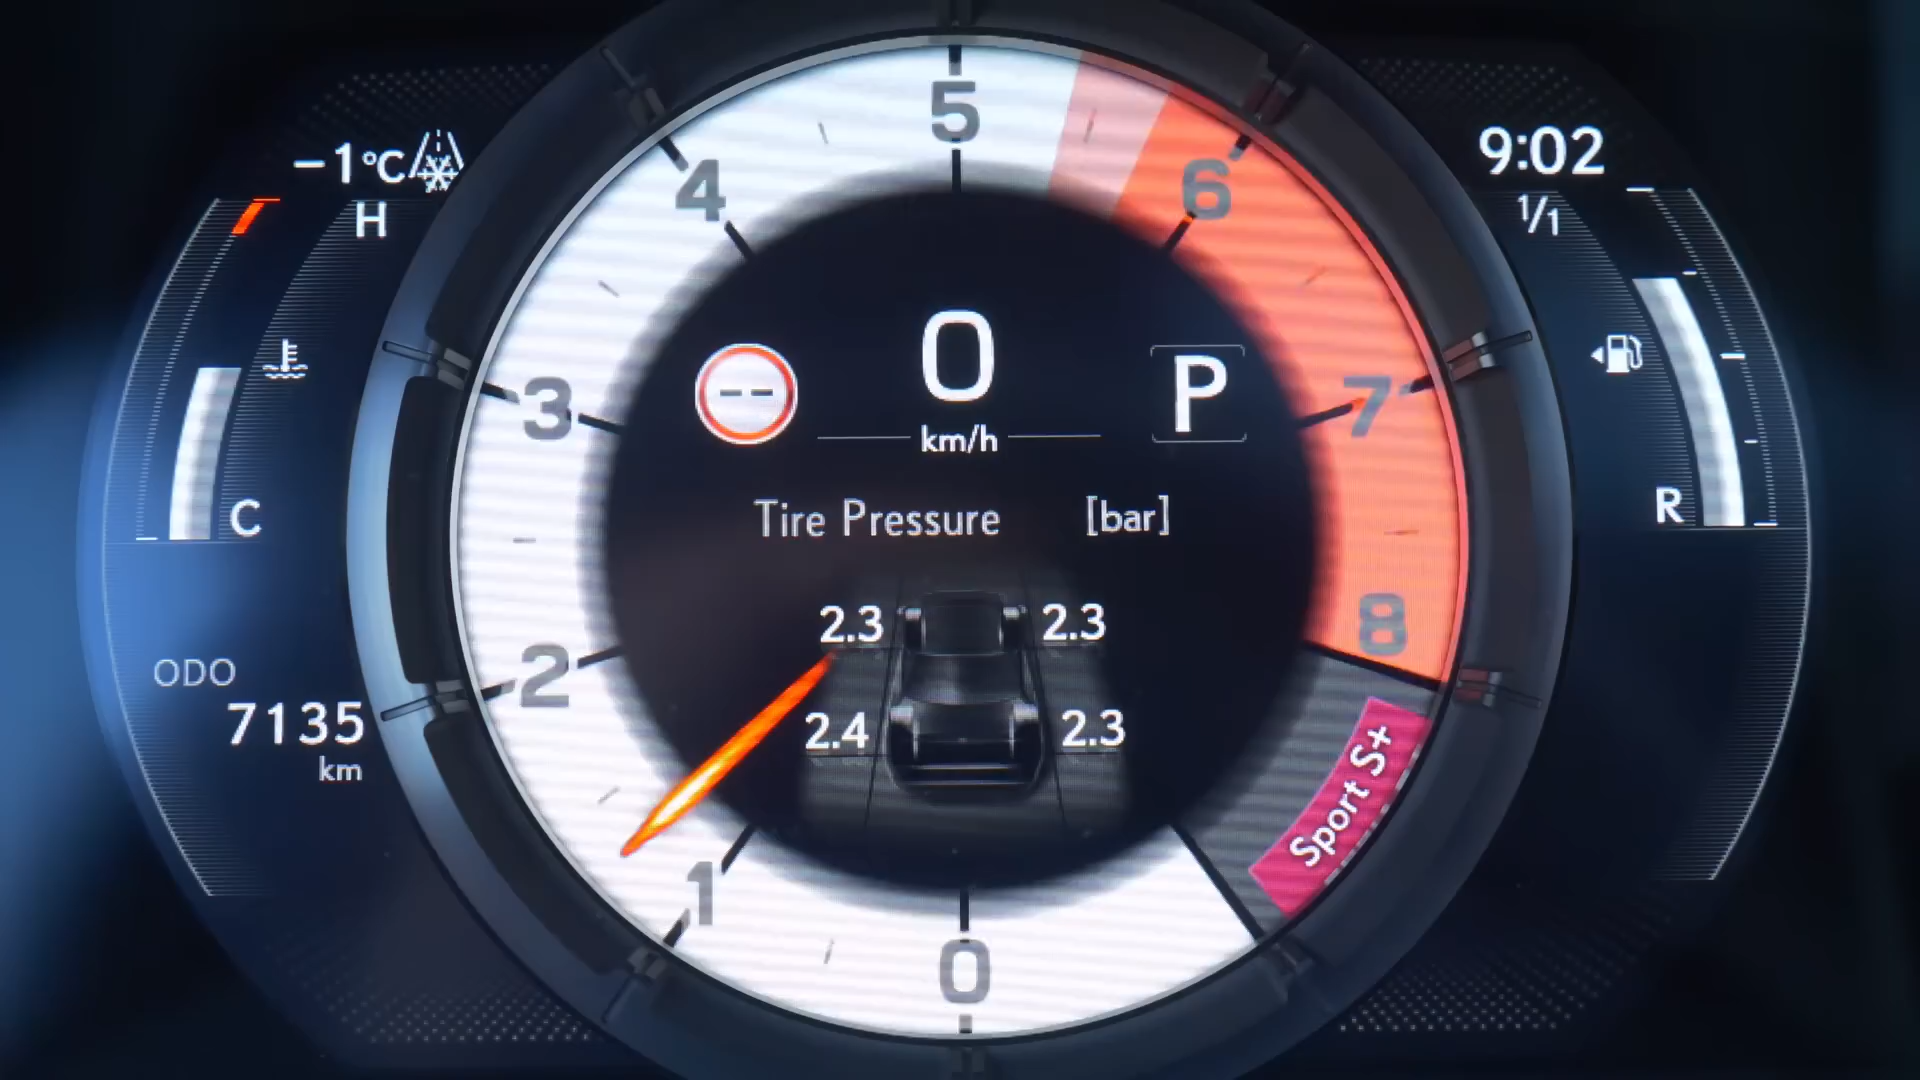 -1°C
H
C
ODO
7135
km
0
1
2
3
4
5
6
7
8
0
km/h
--
P
Tire Pressure [bar]
2.3 2.3
2.4 2.3
Sport S+
9:02
1/1
R